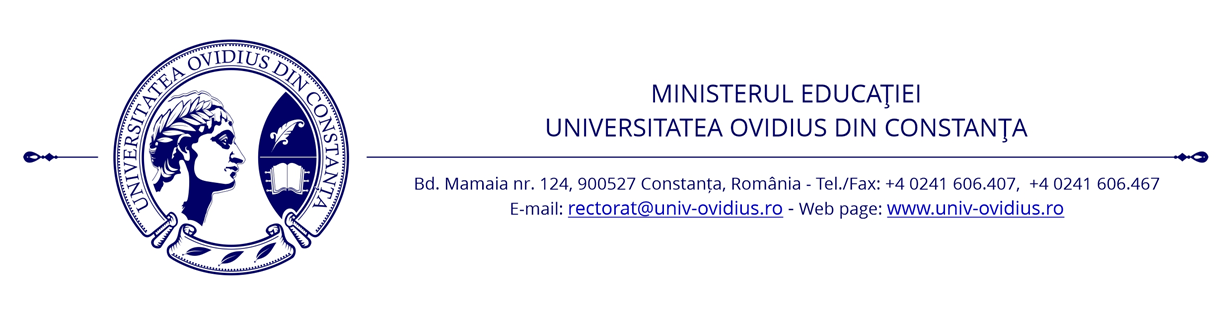 UNIVERSITATEA OVIDIUS DIN CONSTANȚA
MINISTERUL EDUCAŢIEI
UNIVERSITATEA OVIDIUS DIN CONSTANŢA
Bd. Mamaia nr. 124, 900527 Constanța, România - Tel./Fax: +4 0241 606.407, +4 0241 606.467
E-mail: rectorat@univ-ovidius.ro - Web page: www.univ-ovidius.ro